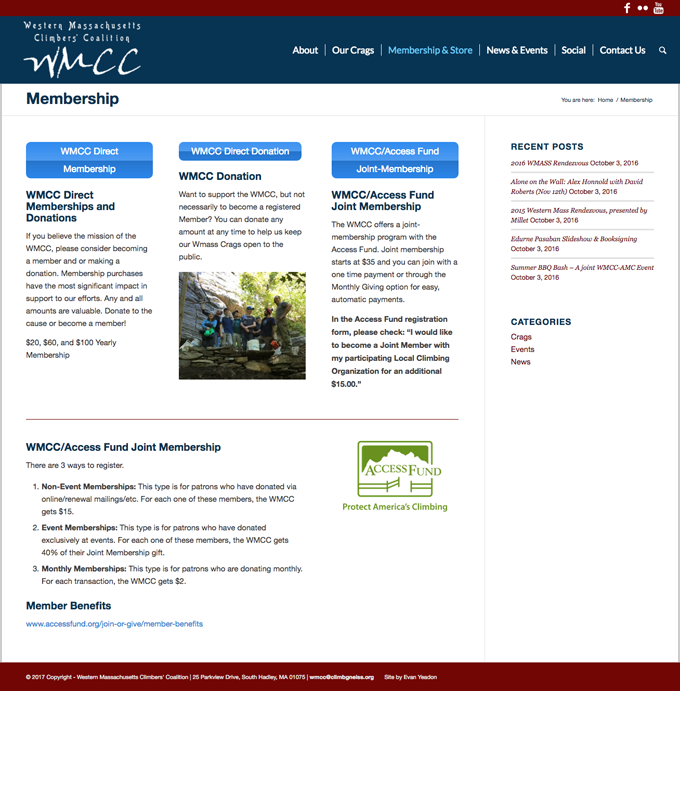 Western Massachusetts
Climbers' Coalition
WMCC
About
Our Crags
Membership & Store
News & Events
Social
Contact Us
Membership
You are here: Home / Membership
WMCC Direct
Membership
WMCC Direct
Memberships and
Donations
If you believe the mission of the
WMCC, please consider becoming
a member and or making a
donation. Membership purchases
have the most significant impact in
support to our efforts. Any and all
amounts are valuable. Donate to the
cause or become a member!
$20, $60, and $100 Yearly
Membership
WMCC Direct Donation
WMCC Donation
Want to support the WMCC, but not
necessarily to become a registered
Member? You can donate any
amount at any time to help us keep
our Wmass Crags open to the
public.
WMCC/Access Fund
Joint-Membership
WMCC/Access Fund
Joint Membership
The WMCC offers a joint-
membership program with the
Access Fund. Joint membership
starts at $35 and you can join with a
one time payment or through the
Monthly Giving option for easy,
automatic payments.
In the Access Fund registration
form, please check: “I would like
to become a Joint Member with
my participating Local Climbing
Organization for an additional
$15.00.”
WMCC/Access Fund Joint Membership
There are 3 ways to register.
1. Non-Event Memberships: This type is for patrons who have donated via
online/renewal mailings/etc. For each one of these members, the WMCC
gets $15.
2. Event Memberships: This type is for patrons who have donated
exclusively at events. For each one of these members, the WMCC gets
40% of their Joint Membership gift.
3. Monthly Memberships: This type is for patrons who are donating monthly.
For each transaction, the WMCC gets $2.
Member Benefits
www.accessfund.org/join-or-give/member-benefits
ACCESS FUND
Protect America's Climbing
RECENT POSTS
2016 WMASS Rendezvous October 3, 2016
Alone on the Wall: Alex Honnold with David
Roberts (Nov 12th) October 3, 2016
2015 Western Mass Rendezvous, presented by
Millet October 3, 2016
Edurne Pasaban Slideshow & Booksigning
October 3, 2016
Summer BBQ Bash – A joint WMCC-AMC Event
October 3, 2016
CATEGORIES
Crags
Events
News
© 2017 Copyright - Western Massachusetts Climbers' Coalition | 25 Parkview Drive, South Hadley, MA 01075 | wmcc@climbgneiss.org Site by Evan Yeadon